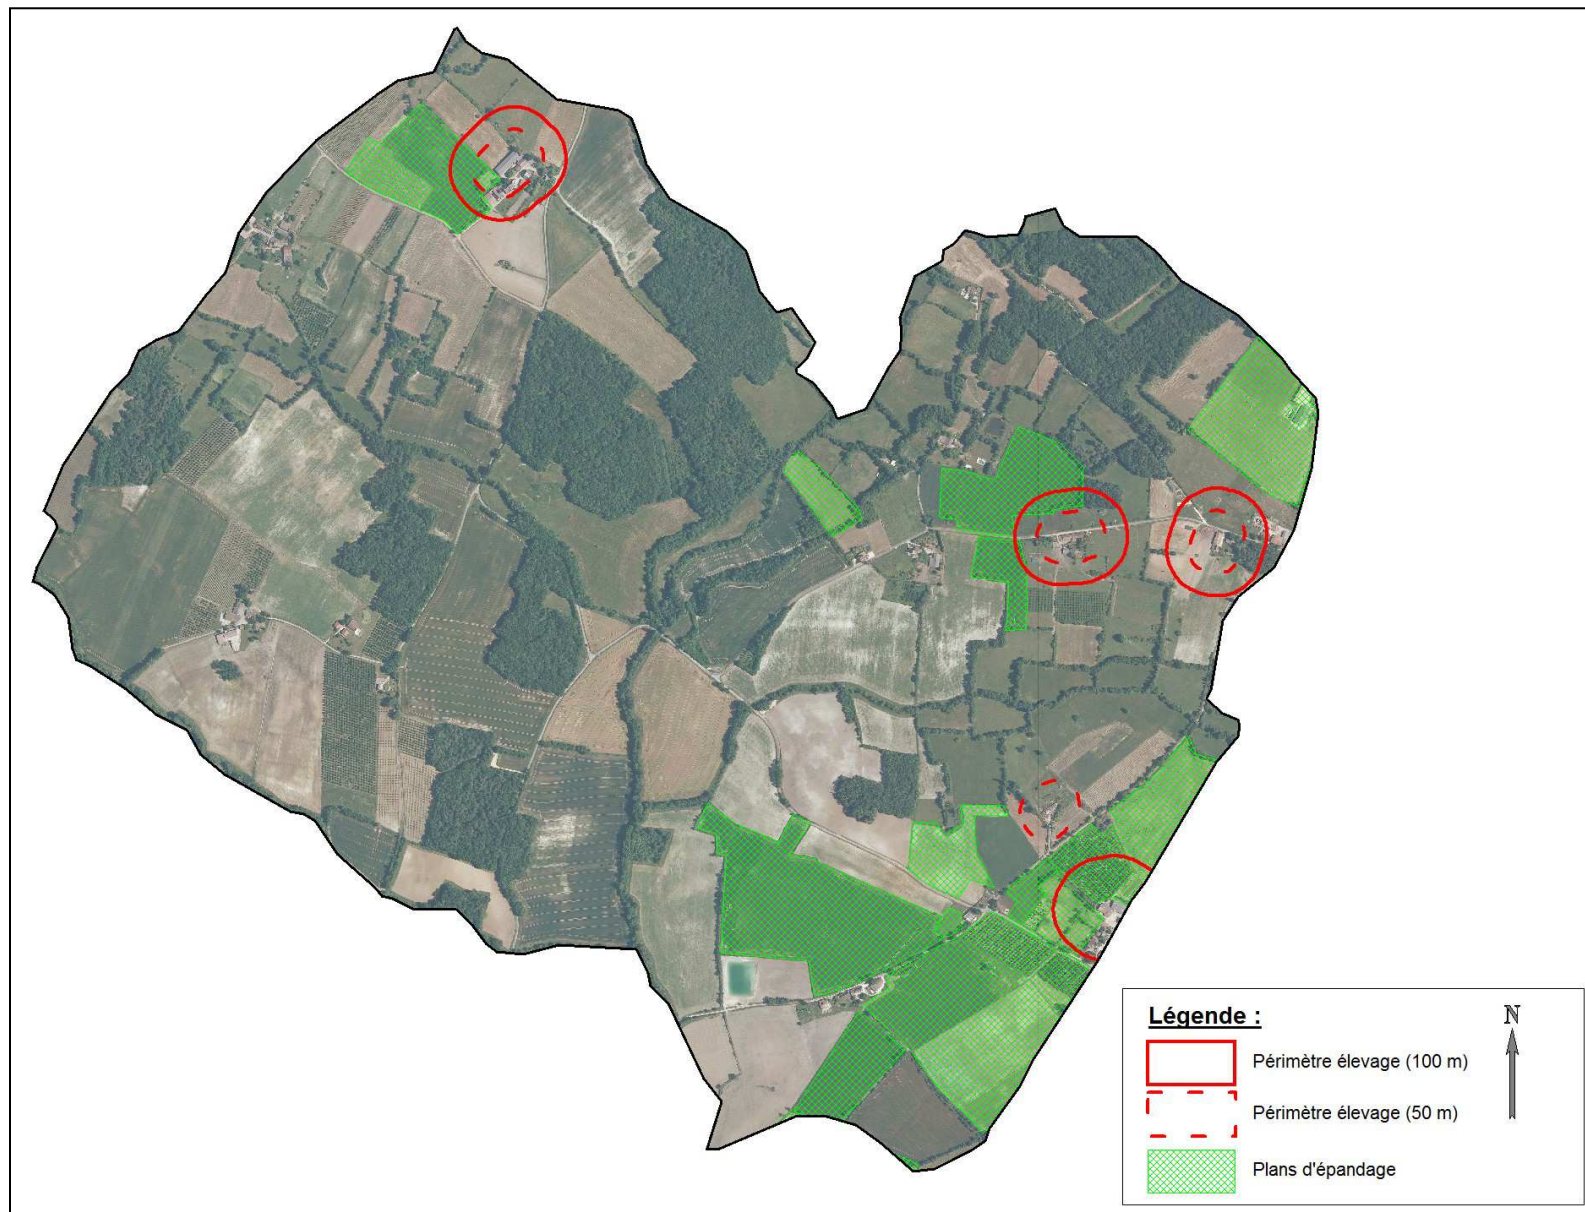 Légende :
N
Périmètre élevage (100 m)
Périmètre élevage (50 m)
Plans d'épandage